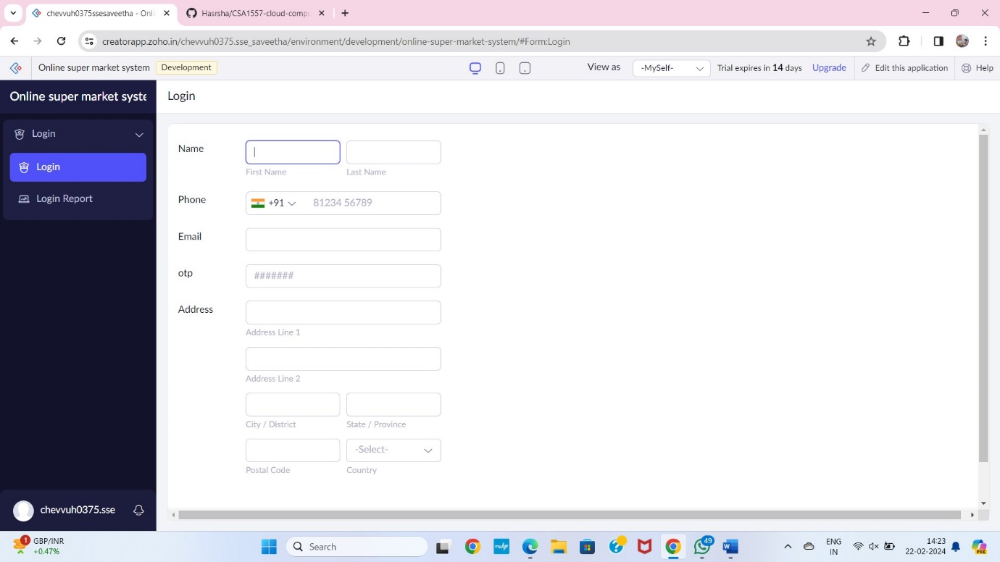 chevvuh0375ssesaveetha - Onli
Hasrsha/CSA1557-cloud-compu
creatorapp.zoho.in/chevvuh0375.sse_saveetha/environment/development/online-super-market-system/#Form:Login
Online super market system Development View as -MySelf- Trial expires in 14 days Upgrade Edit this application Help
Online super market syste
Login
Login
Login
Login Report
Name
First Name Last Name
Phone +91 81234 56789
Email
otp #######
Address
Address Line 1
Address Line 2
City / District State / Province
-Select-
Postal Code Country
chevvuh0375.sse
1 GBP/INR
+0.47%
Search
myhp
49
W
PRE
ENG
IN
14:23
22-02-2024